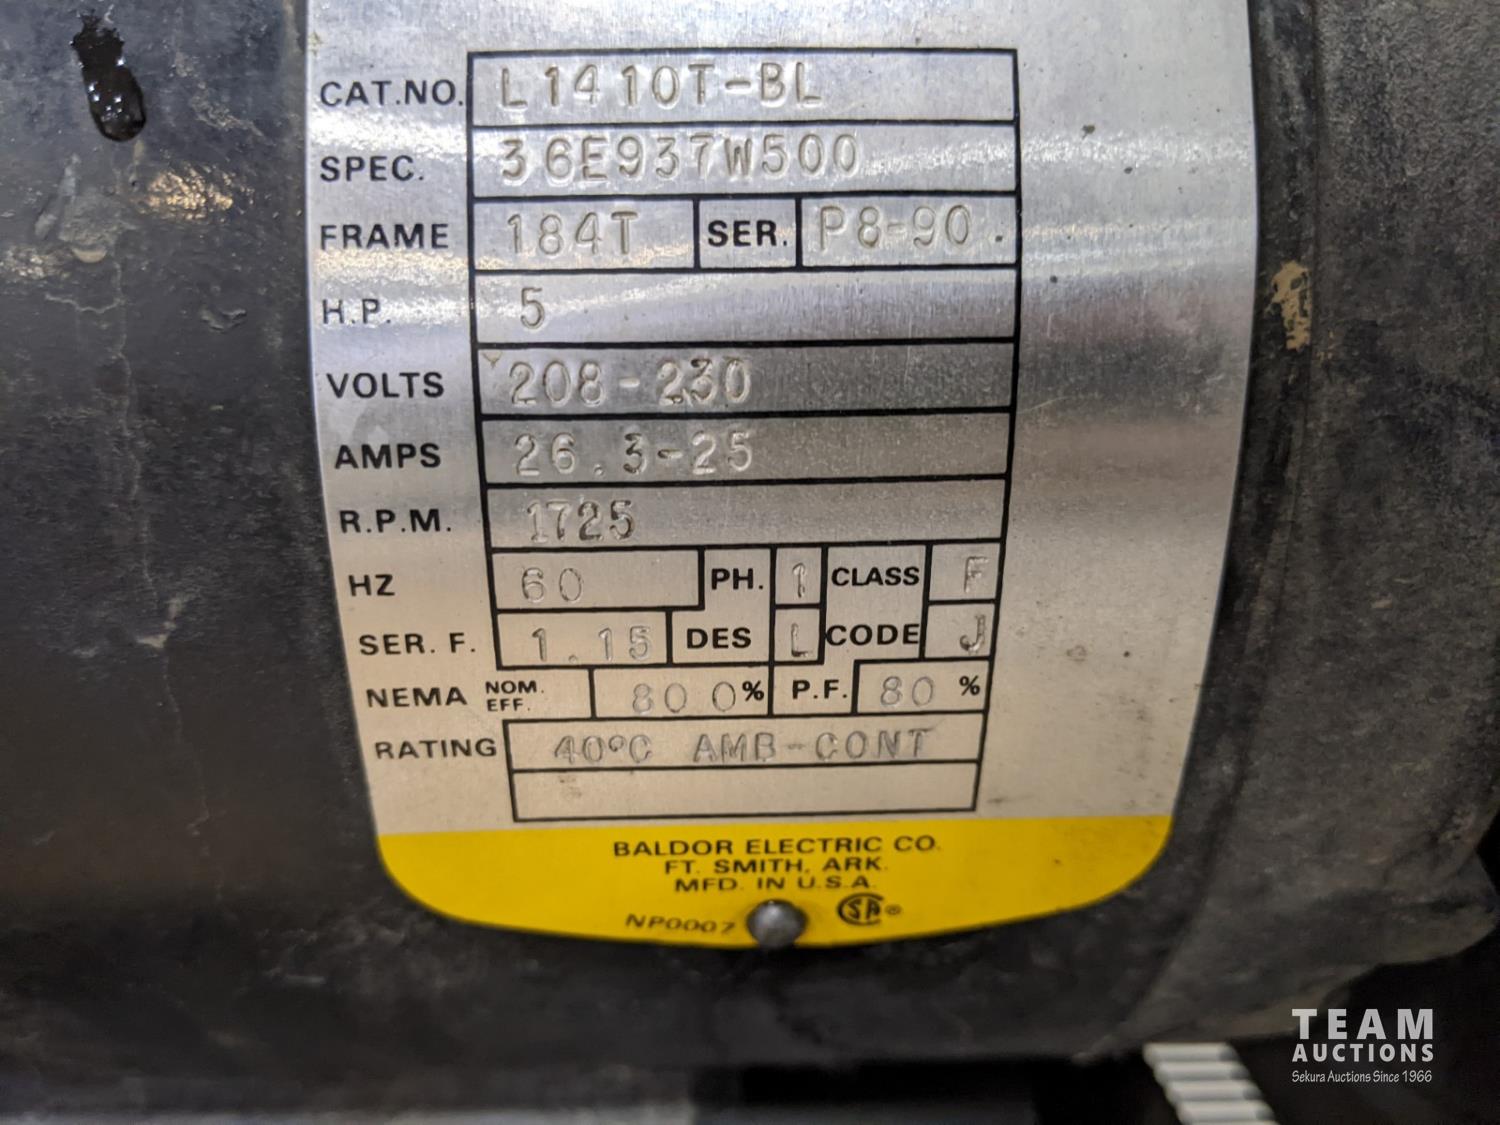 CAT.NO. L1410T-BL
SPEC. 36E937W500
FRAME 184T SER. P8-90.
H.P. 5
VOLTS 208-230
AMPS 26.3-25
R.P.M. 1725
HZ 60 PH. 1 CLASS F
SER. F. 1.15 DES L CODE J
NEMA NOM. EFF. 80 0% P.F. 80 %
RATING 40°C AMB-CONT
BALDOR ELECTRIC CO.
FT. SMITH, ARK.
MFD. IN U.S.A.
NP0007 SA®
TEAM
AUCTIONS
Sekura Auctions Since 1966